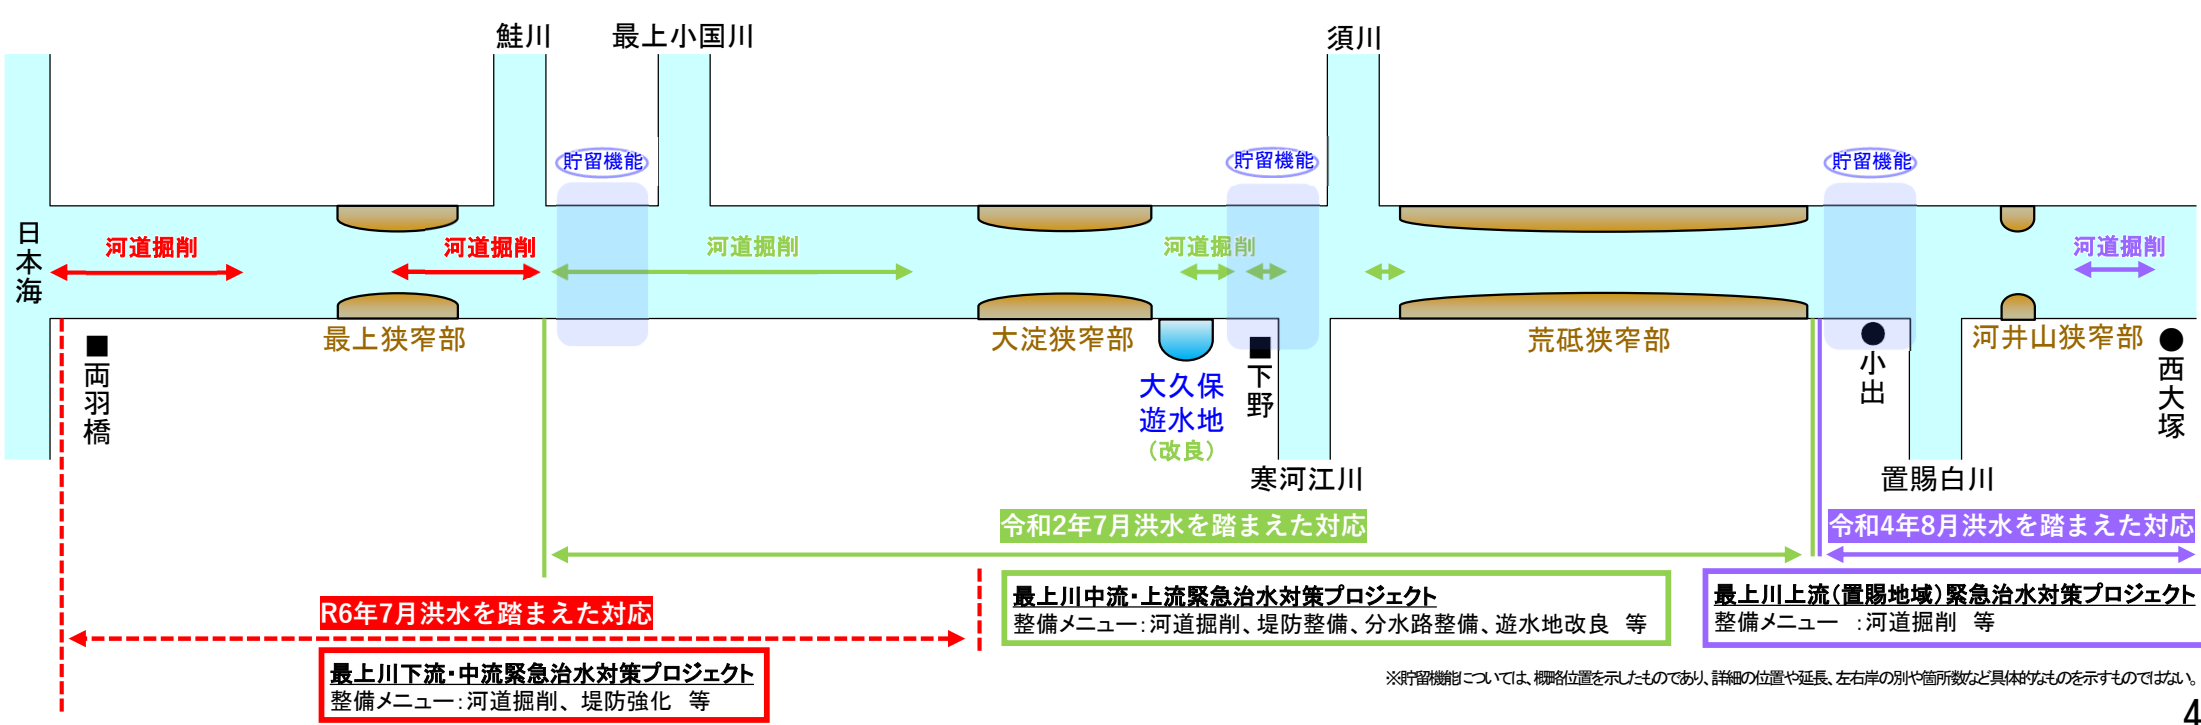 鮭川
最上小国川
須川
貯留機能
貯留機能
貯留機能
日本海
河道掘削
河道掘削
河道掘削
河道掘削
河道掘削
最上狭窄部
大淀狭窄部
荒砥狭窄部
河井山狭窄部
■両羽橋
大久保
遊水地
(改良)
■下野
●小出
●西大塚
寒河江川
置賜白川
令和2年7月洪水を踏まえた対応
令和4年8月洪水を踏まえた対応
R6年7月洪水を踏まえた対応
最上川中流・上流緊急治水対策プロジェクト
整備メニュー:河道掘削、堤防整備、分水路整備、遊水地改良 等
最上川上流(置賜地域)緊急治水対策プロジェクト
整備メニュー :河道掘削 等
最上川下流・中流緊急治水対策プロジェクト
整備メニュー:河道掘削、堤防強化 等
※貯留機能については、概略位置を示したものであり、詳細の位置や延長、左右岸の別や箇所数など具体的なものを示すものではない。
4